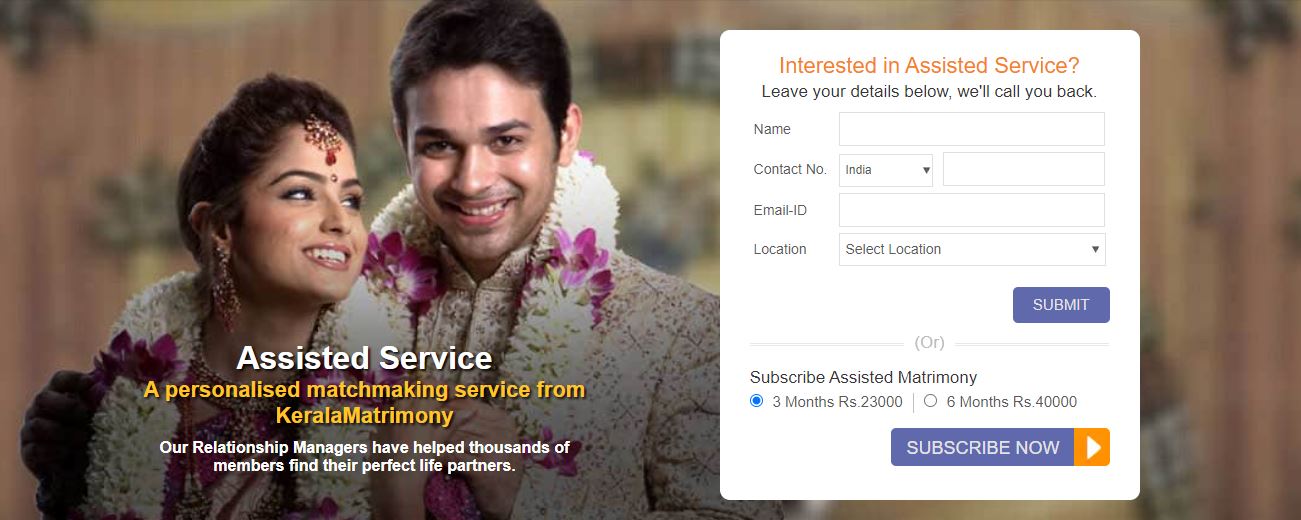 Assisted Service
A personalised matchmaking service from
KeralaMatrimony
Our Relationship Managers have helped thousands of
members find their perfect life partners.
Interested in Assisted Service?
Leave your details below, we'll call you back.
Name
Contact No. India
Email-ID
Location Select Location
SUBMIT
(Or)
Subscribe Assisted Matrimony
3 Months Rs.23000 6 Months Rs.40000
SUBSCRIBE NOW